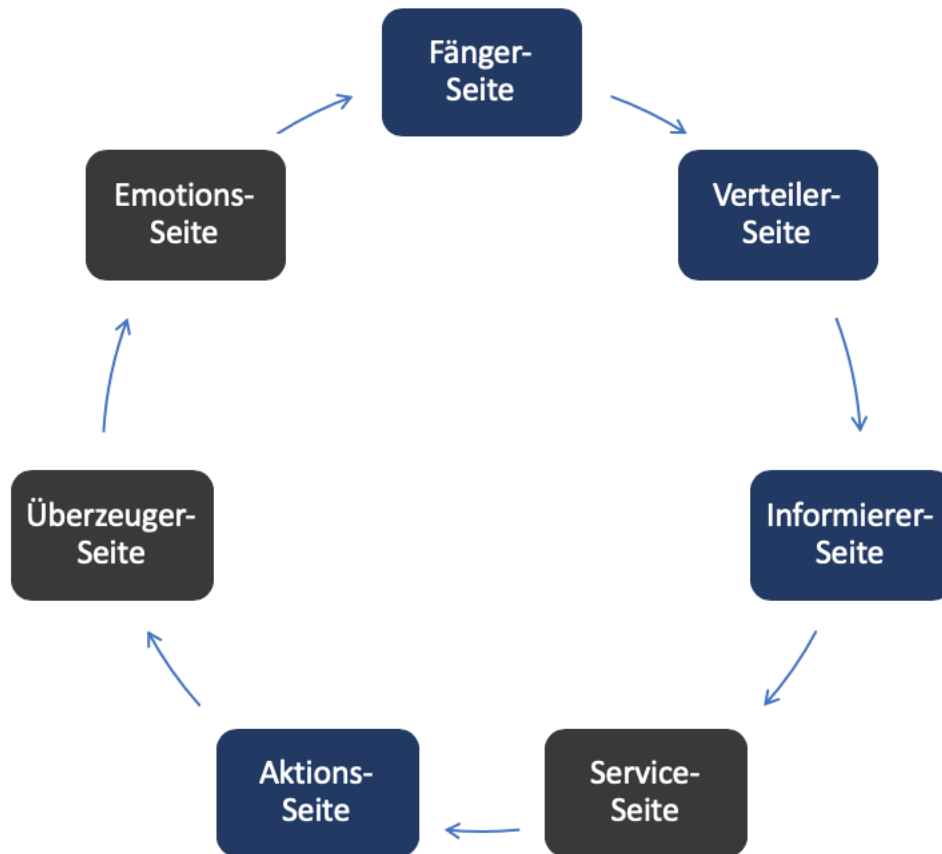 Fänger-
Seite
Verteiler-
Seite
Informierer-
Seite
Service-
Seite
Aktions-
Seite
Überzeuger-
Seite
Emotions-
Seite